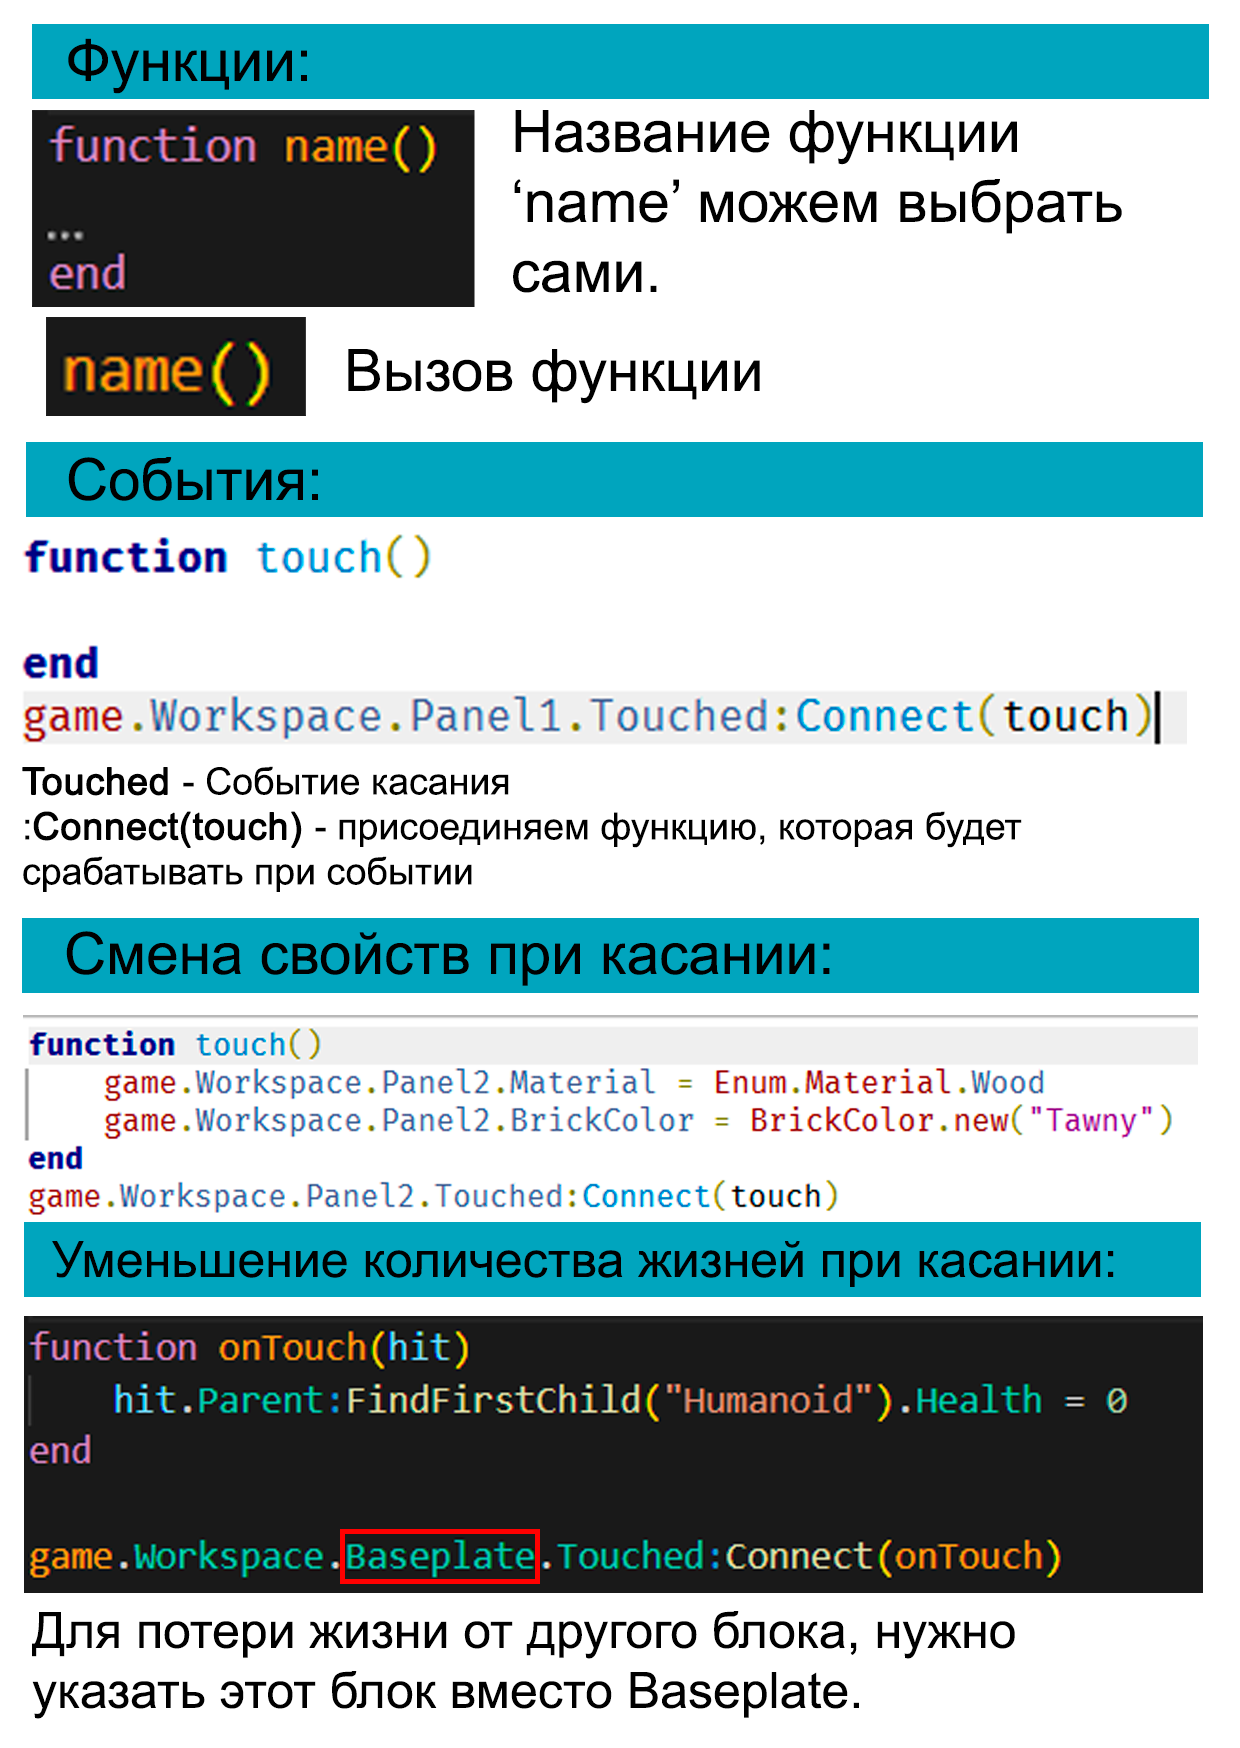 Функции:
function name()
Название функции
‘name’ можем выбрать
сами.
...
end
name()
Вызов функции
События:
function touch()
end
game.Workspace.Panel1.Touched:Connect(touch)
Touched - Событие касания
:Connect(touch) - присоединяем функцию, которая будет
срабатывать при событии
Смена свойств при касании:
function touch()
game.Workspace.Panel2.Material = Enum.Material.Wood
game.Workspace.Panel2.BrickColor = BrickColor.new("Tawny")
end
game.Workspace.Panel2.Touched:Connect(touch)
Уменьшение количества жизней при касании:
function onTouch(hit)
hit.Parent:FindFirstChild("Humanoid").Health = 0
end
game.Workspace.Baseplate.Touched:Connect(onTouch)
Для потери жизни от другого блока, нужно
указать этот блок вместо Baseplate.